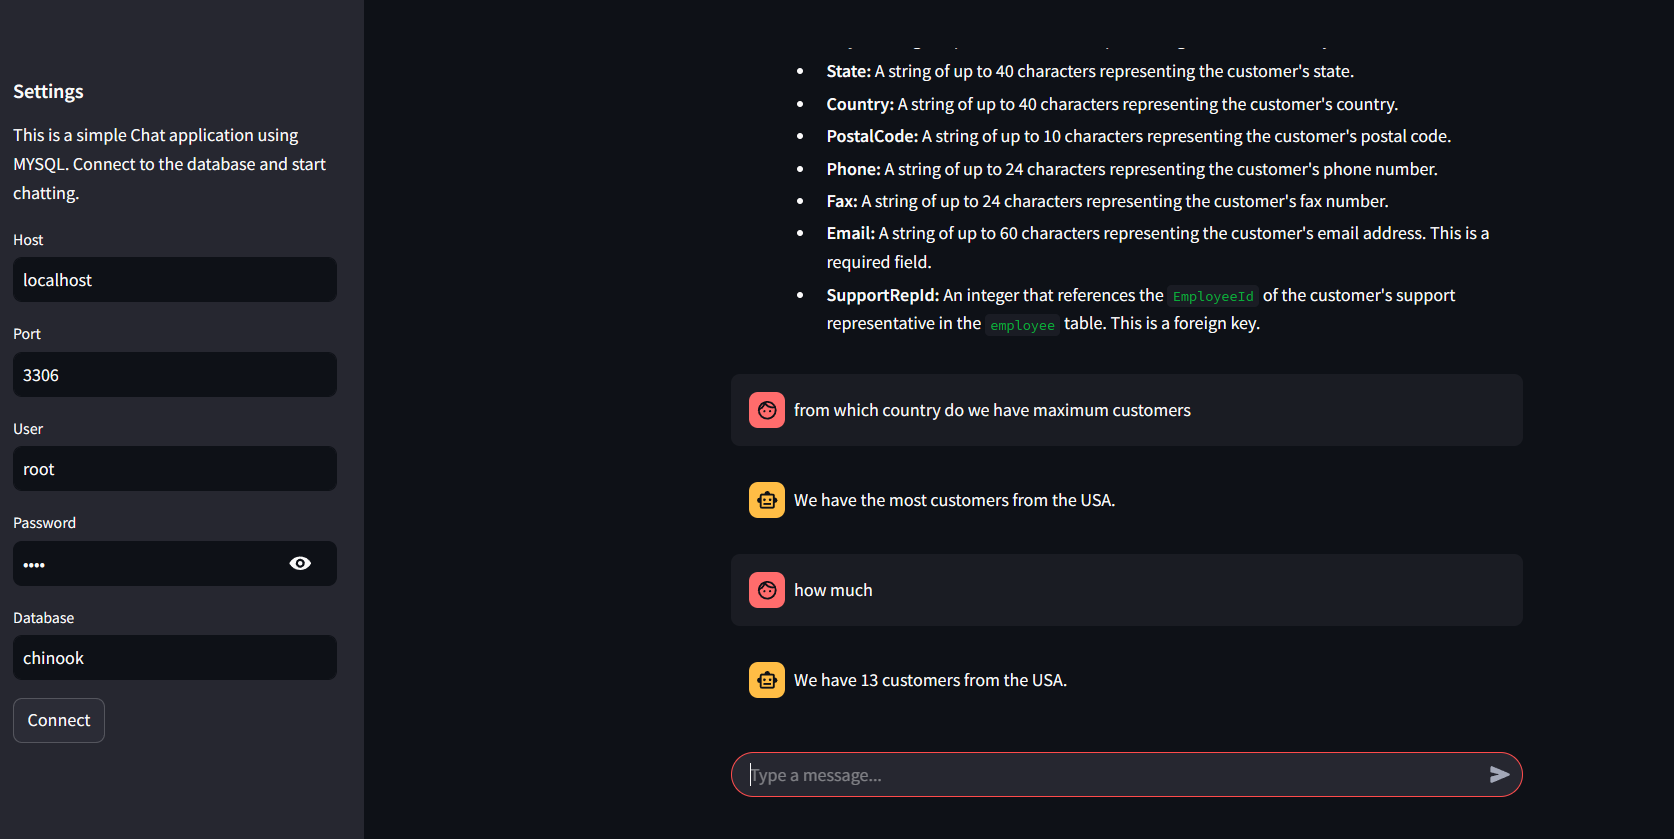 Settings
This is a simple Chat application using
MYSQL. Connect to the database and start
chatting.
Host
localhost
Port
3306
User
root
Password
••••
Database
chinook
Connect
State: A string of up to 40 characters representing the customer's state.
Country: A string of up to 40 characters representing the customer's country.
PostalCode: A string of up to 10 characters representing the customer's postal code.
Phone: A string of up to 24 characters representing the customer's phone number.
Fax: A string of up to 24 characters representing the customer's fax number.
Email: A string of up to 60 characters representing the customer's email address. This is a
required field.
SupportRepId: An integer that references the EmployeeId of the customer's support
representative in the employee table. This is a foreign key.
from which country do we have maximum customers
We have the most customers from the USA.
how much
We have 13 customers from the USA.
Type a message...